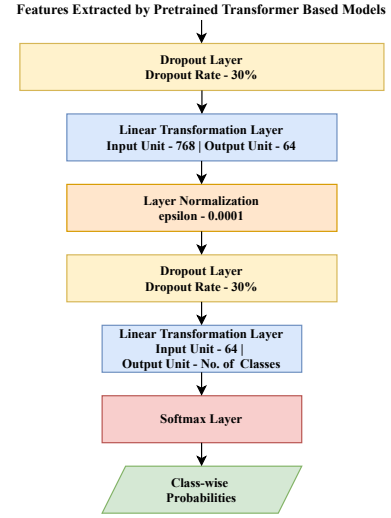 Features Extracted by Pretrained Transformer Based Models
Dropout Layer
Dropout Rate - 30%
Linear Transformation Layer
Input Unit - 768 | Output Unit - 64
Layer Normalization
epsilon - 0.0001
Dropout Layer
Dropout Rate - 30%
Linear Transformation Layer
Input Unit - 64 |
Output Unit - No. of Classes
Softmax Layer
Class-wise
Probabilities